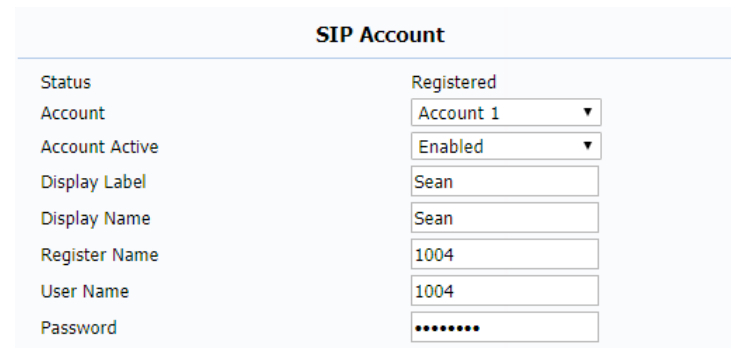 SIP Account
Status Registered
Account Account 1
Account Active Enabled
Display Label Sean
Display Name Sean
Register Name 1004
User Name 1004
Password ••••••••